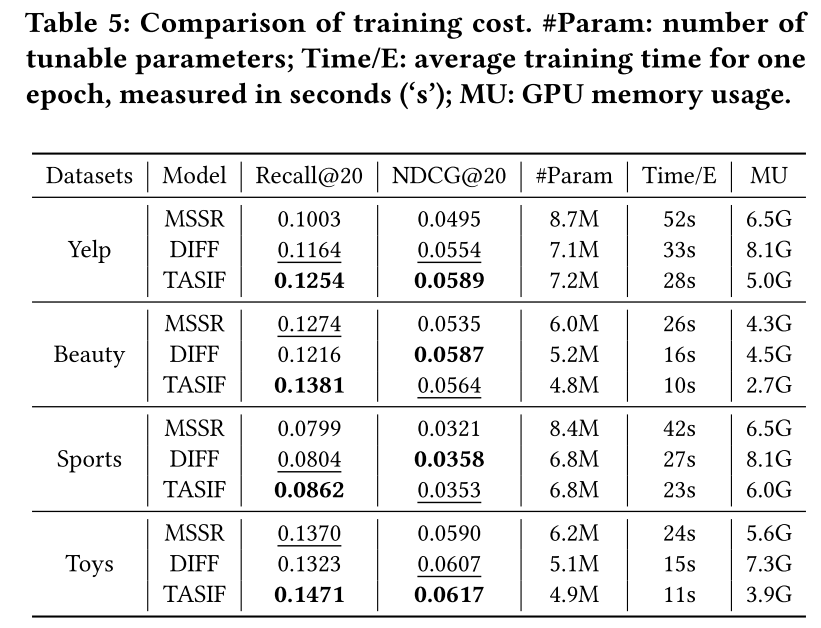 Table 5: Comparison of training cost. #Param: number of
tunable parameters; Time/E: average training time for one
epoch, measured in seconds (‘s’); MU: GPU memory usage.
Datasets Model Recall@20 NDCG@20 #Param Time/E MU
MSSR 0.1003 0.0495 8.7M 52s 6.5G
Yelp DIFF 0.1164 0.0554 7.1M 33s 8.1G
TASIF 0.1254 0.0589 7.2M 28s 5.0G
MSSR 0.1274 0.0535 6.0M 26s 4.3G
Beauty DIFF 0.1216 0.0587 5.2M 16s 4.5G
TASIF 0.1381 0.0564 4.8M 10s 2.7G
MSSR 0.0799 0.0321 8.4M 42s 6.5G
Sports DIFF 0.0804 0.0358 6.8M 27s 8.1G
TASIF 0.0862 0.0353 6.8M 23s 6.0G
MSSR 0.1370 0.0590 6.2M 24s 5.6G
Toys DIFF 0.1323 0.0607 5.1M 15s 7.3G
TASIF 0.1471 0.0617 4.9M 11s 3.9G